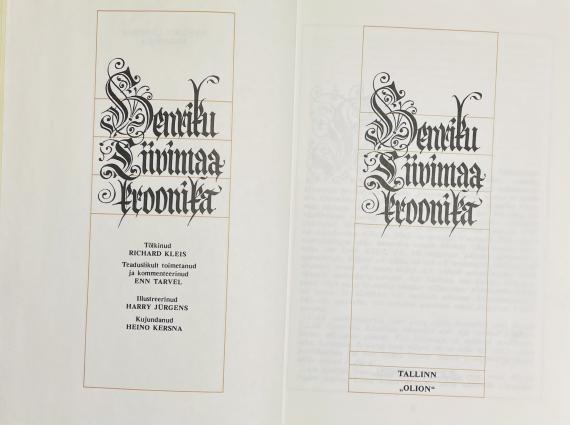 Henriku
Liivimaa
kroonika
Tõlkinud
RICHARD KLEIS
Teaduslikult toimetanud
ja kommenteerinud
ENN TARVEL
Illustreerinud
HARRY JÜRGENS
Kujundanud
HEINO KERSNA
Henriku
Liivimaa
kroonika
TALLINN
„OLION“